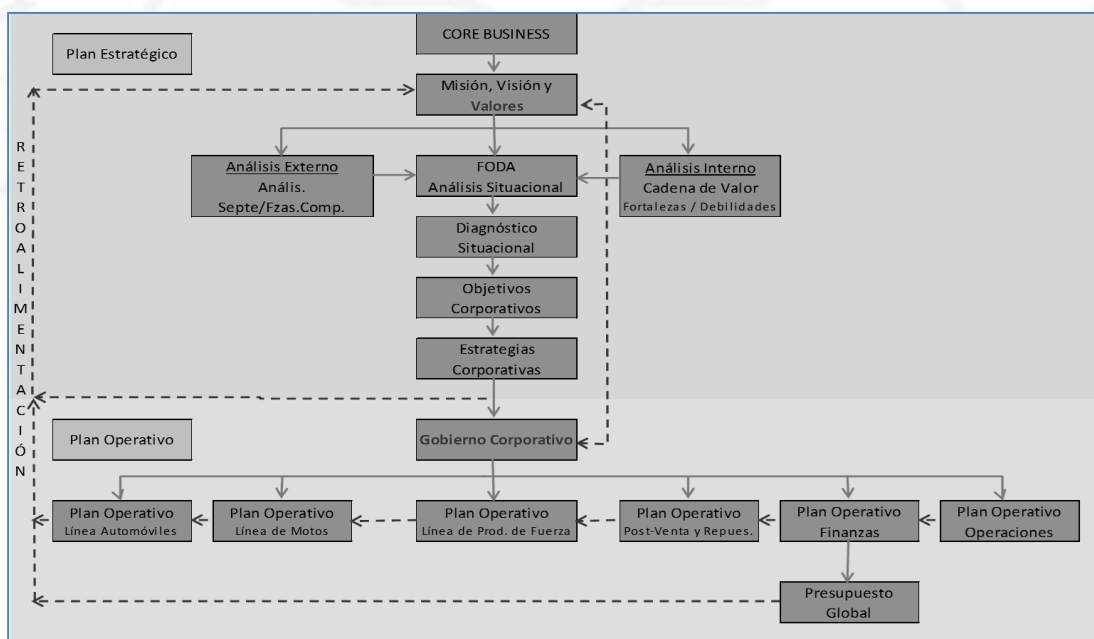 CORE BUSINESS
Plan Estratégico
Misión, Visión y
Valores
RETROALIMENTACIÓN
Análisis Externo
Anális.
Septe/Fzas.Comp.
FODA
Análisis Situacional
Análisis Interno
Cadena de Valor
Fortalezas / Debilidades
Diagnóstico
Situacional
Objetivos
Corporativos
Estrategias
Corporativas
Plan Operativo
Gobierno Corporativo
Plan Operativo
Línea Automóviles
Plan Operativo
Línea de Motos
Plan Operativo
Línea de Prod. de Fuerza
Plan Operativo
Post-Venta y Repues.
Plan Operativo
Finanzas
Plan Operativo
Operaciones
Presupuesto
Global